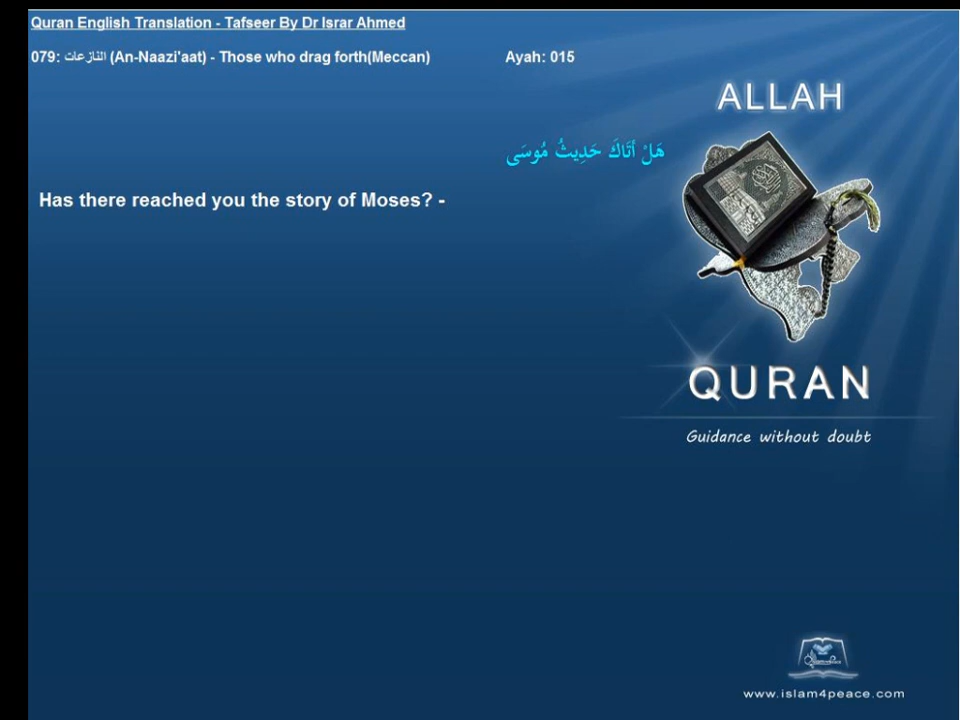 Quran English Translation - Tafseer By Dr Israr Ahmed
079: النازعات (An-Naazi'aat) - Those who drag forth(Meccan) Ayah: 015
ALLAH
هَلْ أَتَاكَ حَدِيثُ مُوسَى
Has there reached you the story of Moses? -
QURAN
Guidance without doubt
www.islam4peace.com